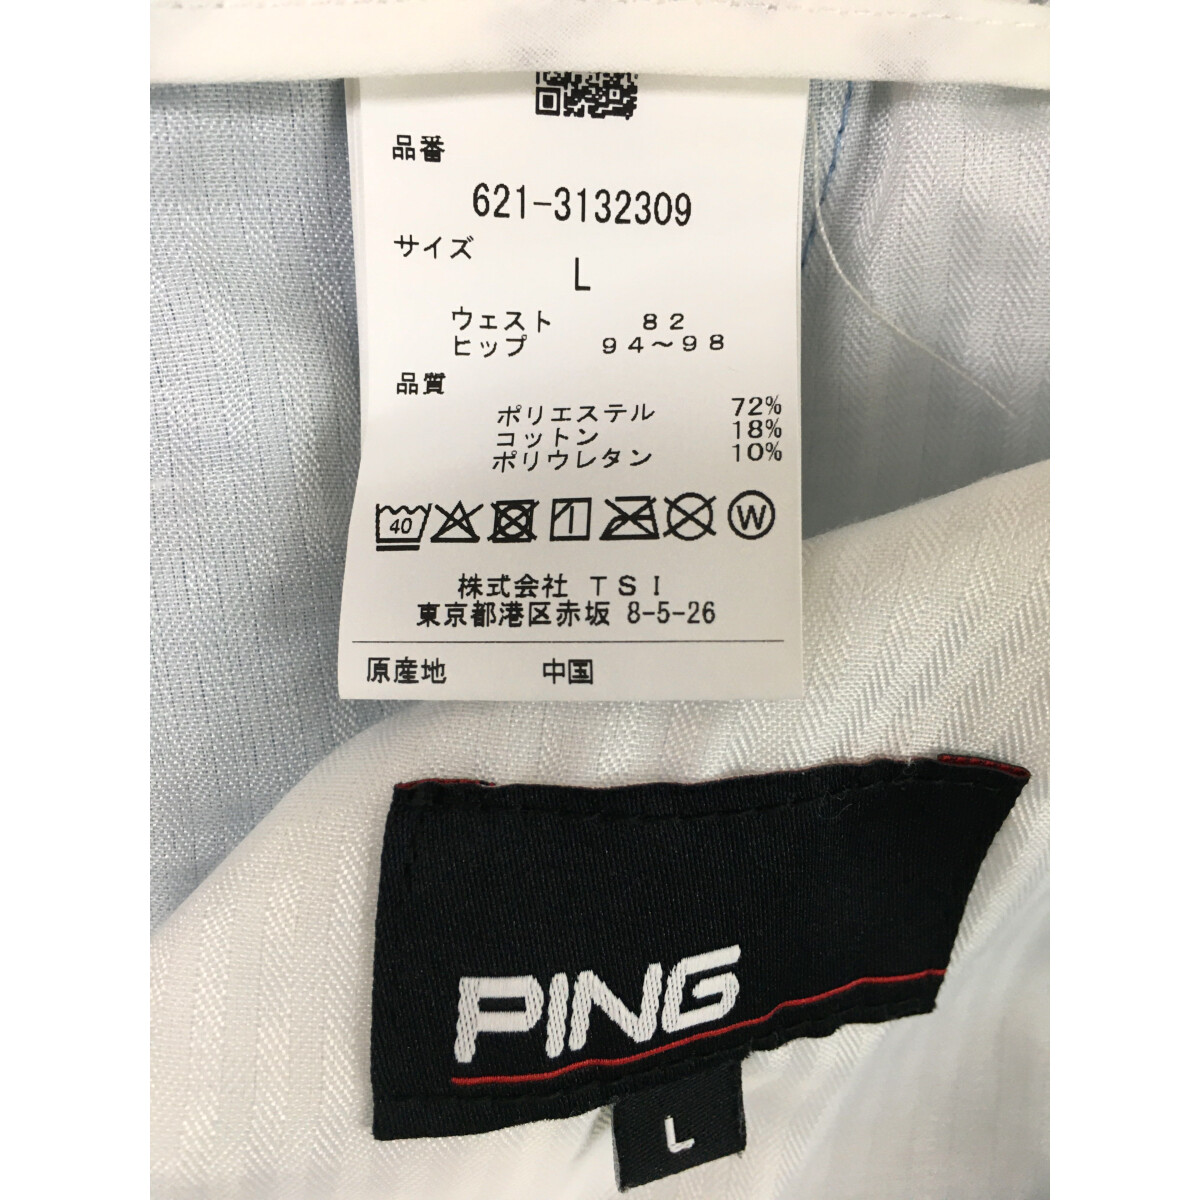 品番
621-3132309
サイズ
L
ウェスト 82
ヒップ 94～98
品質
ポリエステル 72%
コットン 18%
ポリウレタン 10%
40 W
株式会社 TSI
東京都港区赤坂 8-5-26
原産地 中国
PING
L